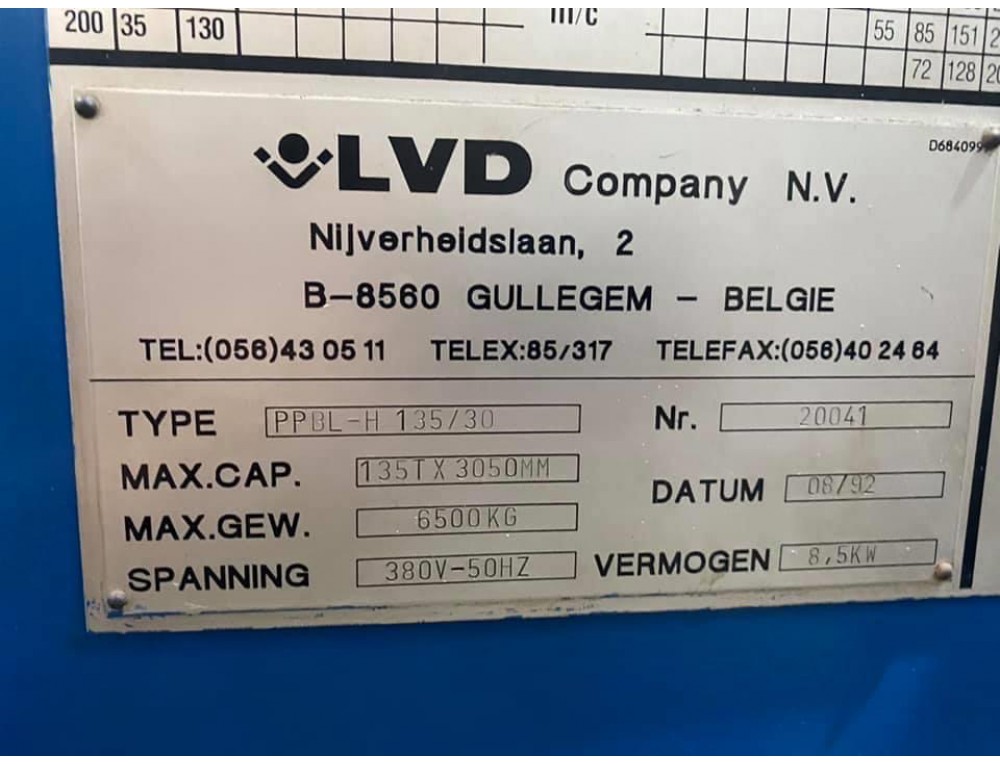 200 35 130
m/c
55 85 151
72 128
D684099
LVD Company N.V.
Nijverheidslaan, 2
B-8560 GULLEGEM - BELGIE
TEL:(056)43 05 11 TELEX:85/317 TELEFAX:(056)40 24 64
TYPE PPBL-H 135/30 Nr. 20041
MAX.CAP. 135T X 3050MM
DATUM 08/92
MAX.GEW. 6500KG
SPANNING 380V-50HZ VERMOGEN 8,5KW